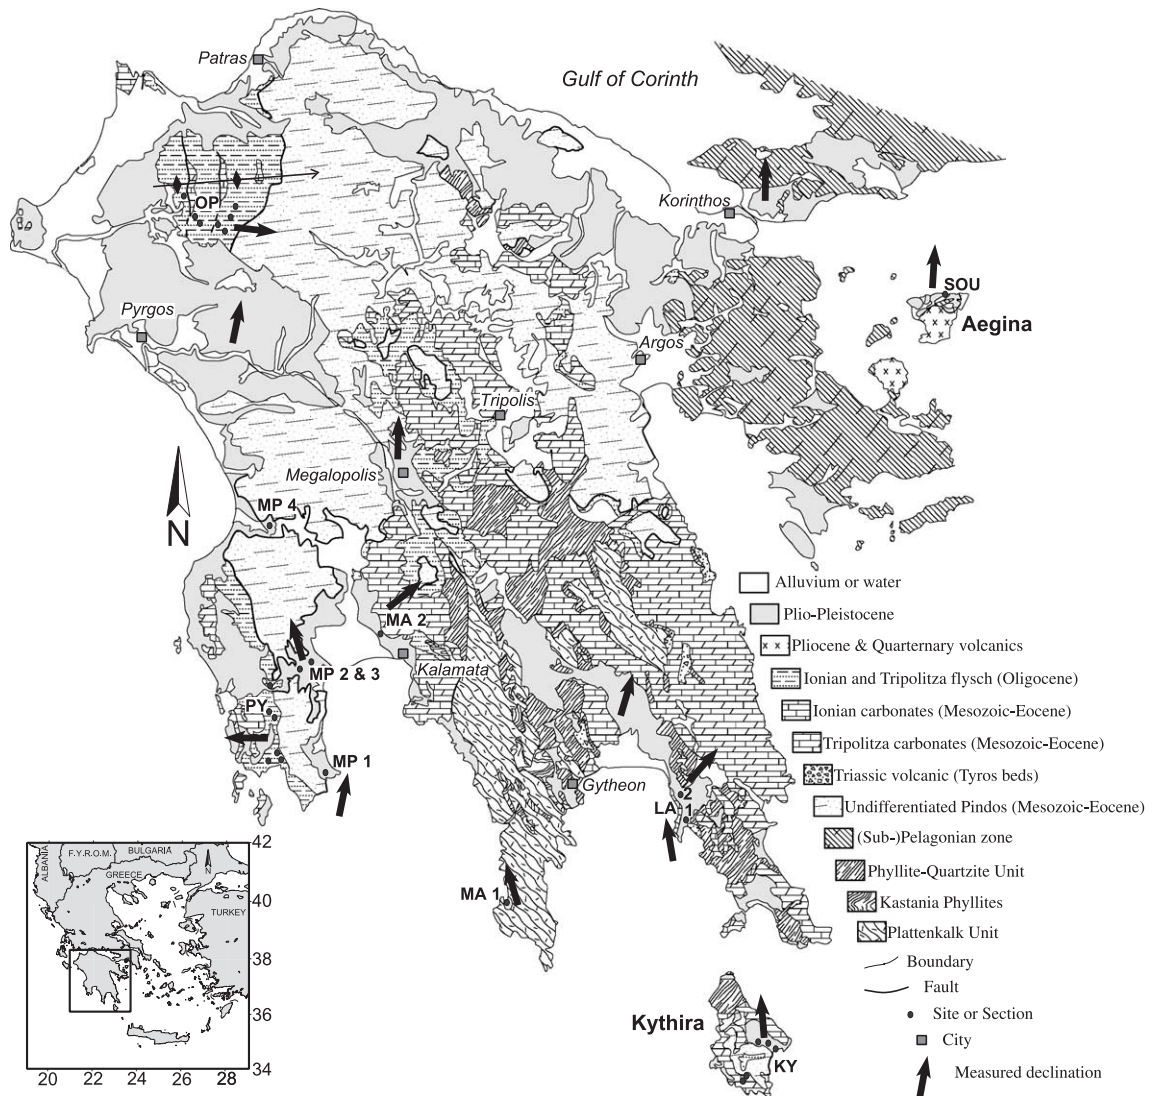 Patras
Gulf of Corinth
OP
Korinthos
SOU
Aegina
Pyrgos
Argos
Tripolis
Megalopolis
N
MP 4
MA 2
Kalamata
MP 2 & 3
PY
MP 1
Gytheon
2
LA 1
MA 1
Kythira
KY
Alluvium or water
Plio-Pleistocene
x x
Pliocene & Quarternary volcanics
Ionian and Tripolitza flysch (Oligocene)
Ionian carbonates (Mesozoic-Eocene)
Tripolitza carbonates (Mesozoic-Eocene)
Triassic volcanic (Tyros beds)
Undifferentiated Pindos (Mesozoic-Eocene)
(Sub-)Pelagonian zone
Phyllite-Quartzite Unit
Kastania Phyllites
Plattenkalk Unit
Boundary
Fault
Site or Section
City
Measured declination
ALBANIA
F.Y.R.O.M.
BULGARIA
GREECE
N
TURKEY
42
40
38
36
34
20 22 24 26 28